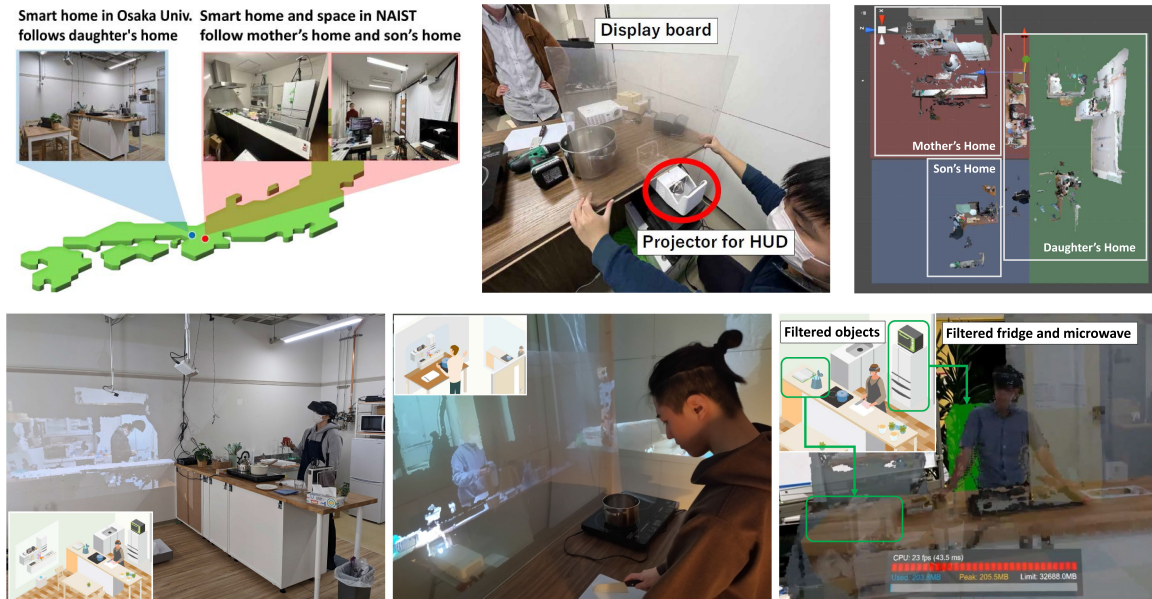 Smart home in Osaka Univ.
follows daughter's home
Smart home and space in NAIST
follow mother's home and son's home
Display board
Projector for HUD
Mother's Home
Son's Home
Daughter's Home
Filtered objects
Filtered fridge and microwave
CPU: 23 fps (43.5 ms)
Peak: 205.5MB
Limit: 32688.0MB